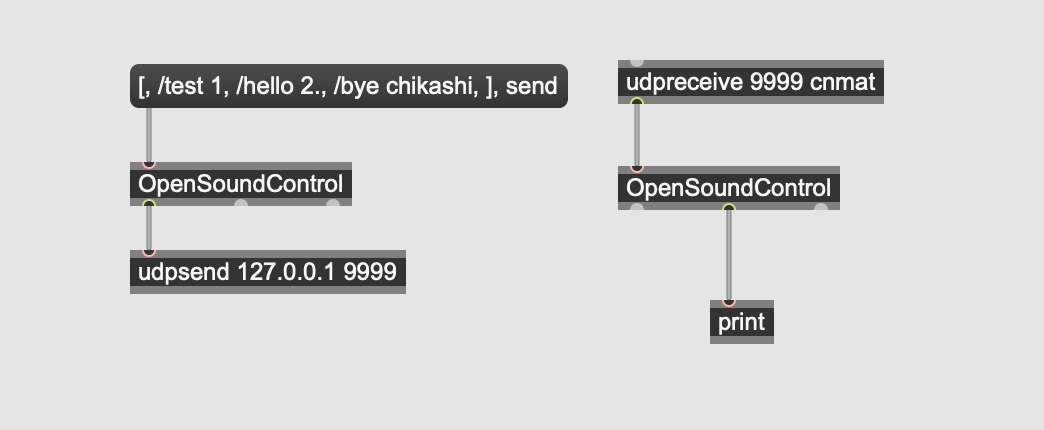 [, /test 1, /hello 2., /bye chikashi, ], send
udpreceive 9999 cnmat
OpenSoundControl
OpenSoundControl
udpsend 127.0.0.1 9999
print